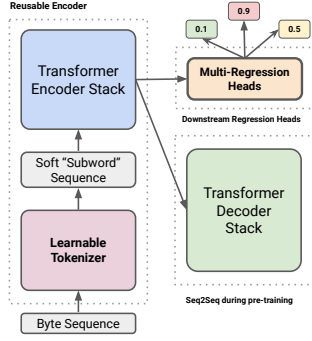 Reusable Encoder
0.9
0.1
0.5
Transformer
Encoder Stack
Multi-Regression
Heads
Downstream Regression Heads
Soft “Subword”
Sequence
Transformer
Decoder
Stack
Learnable
Tokenizer
Seq2Seq during pre-training
Byte Sequence